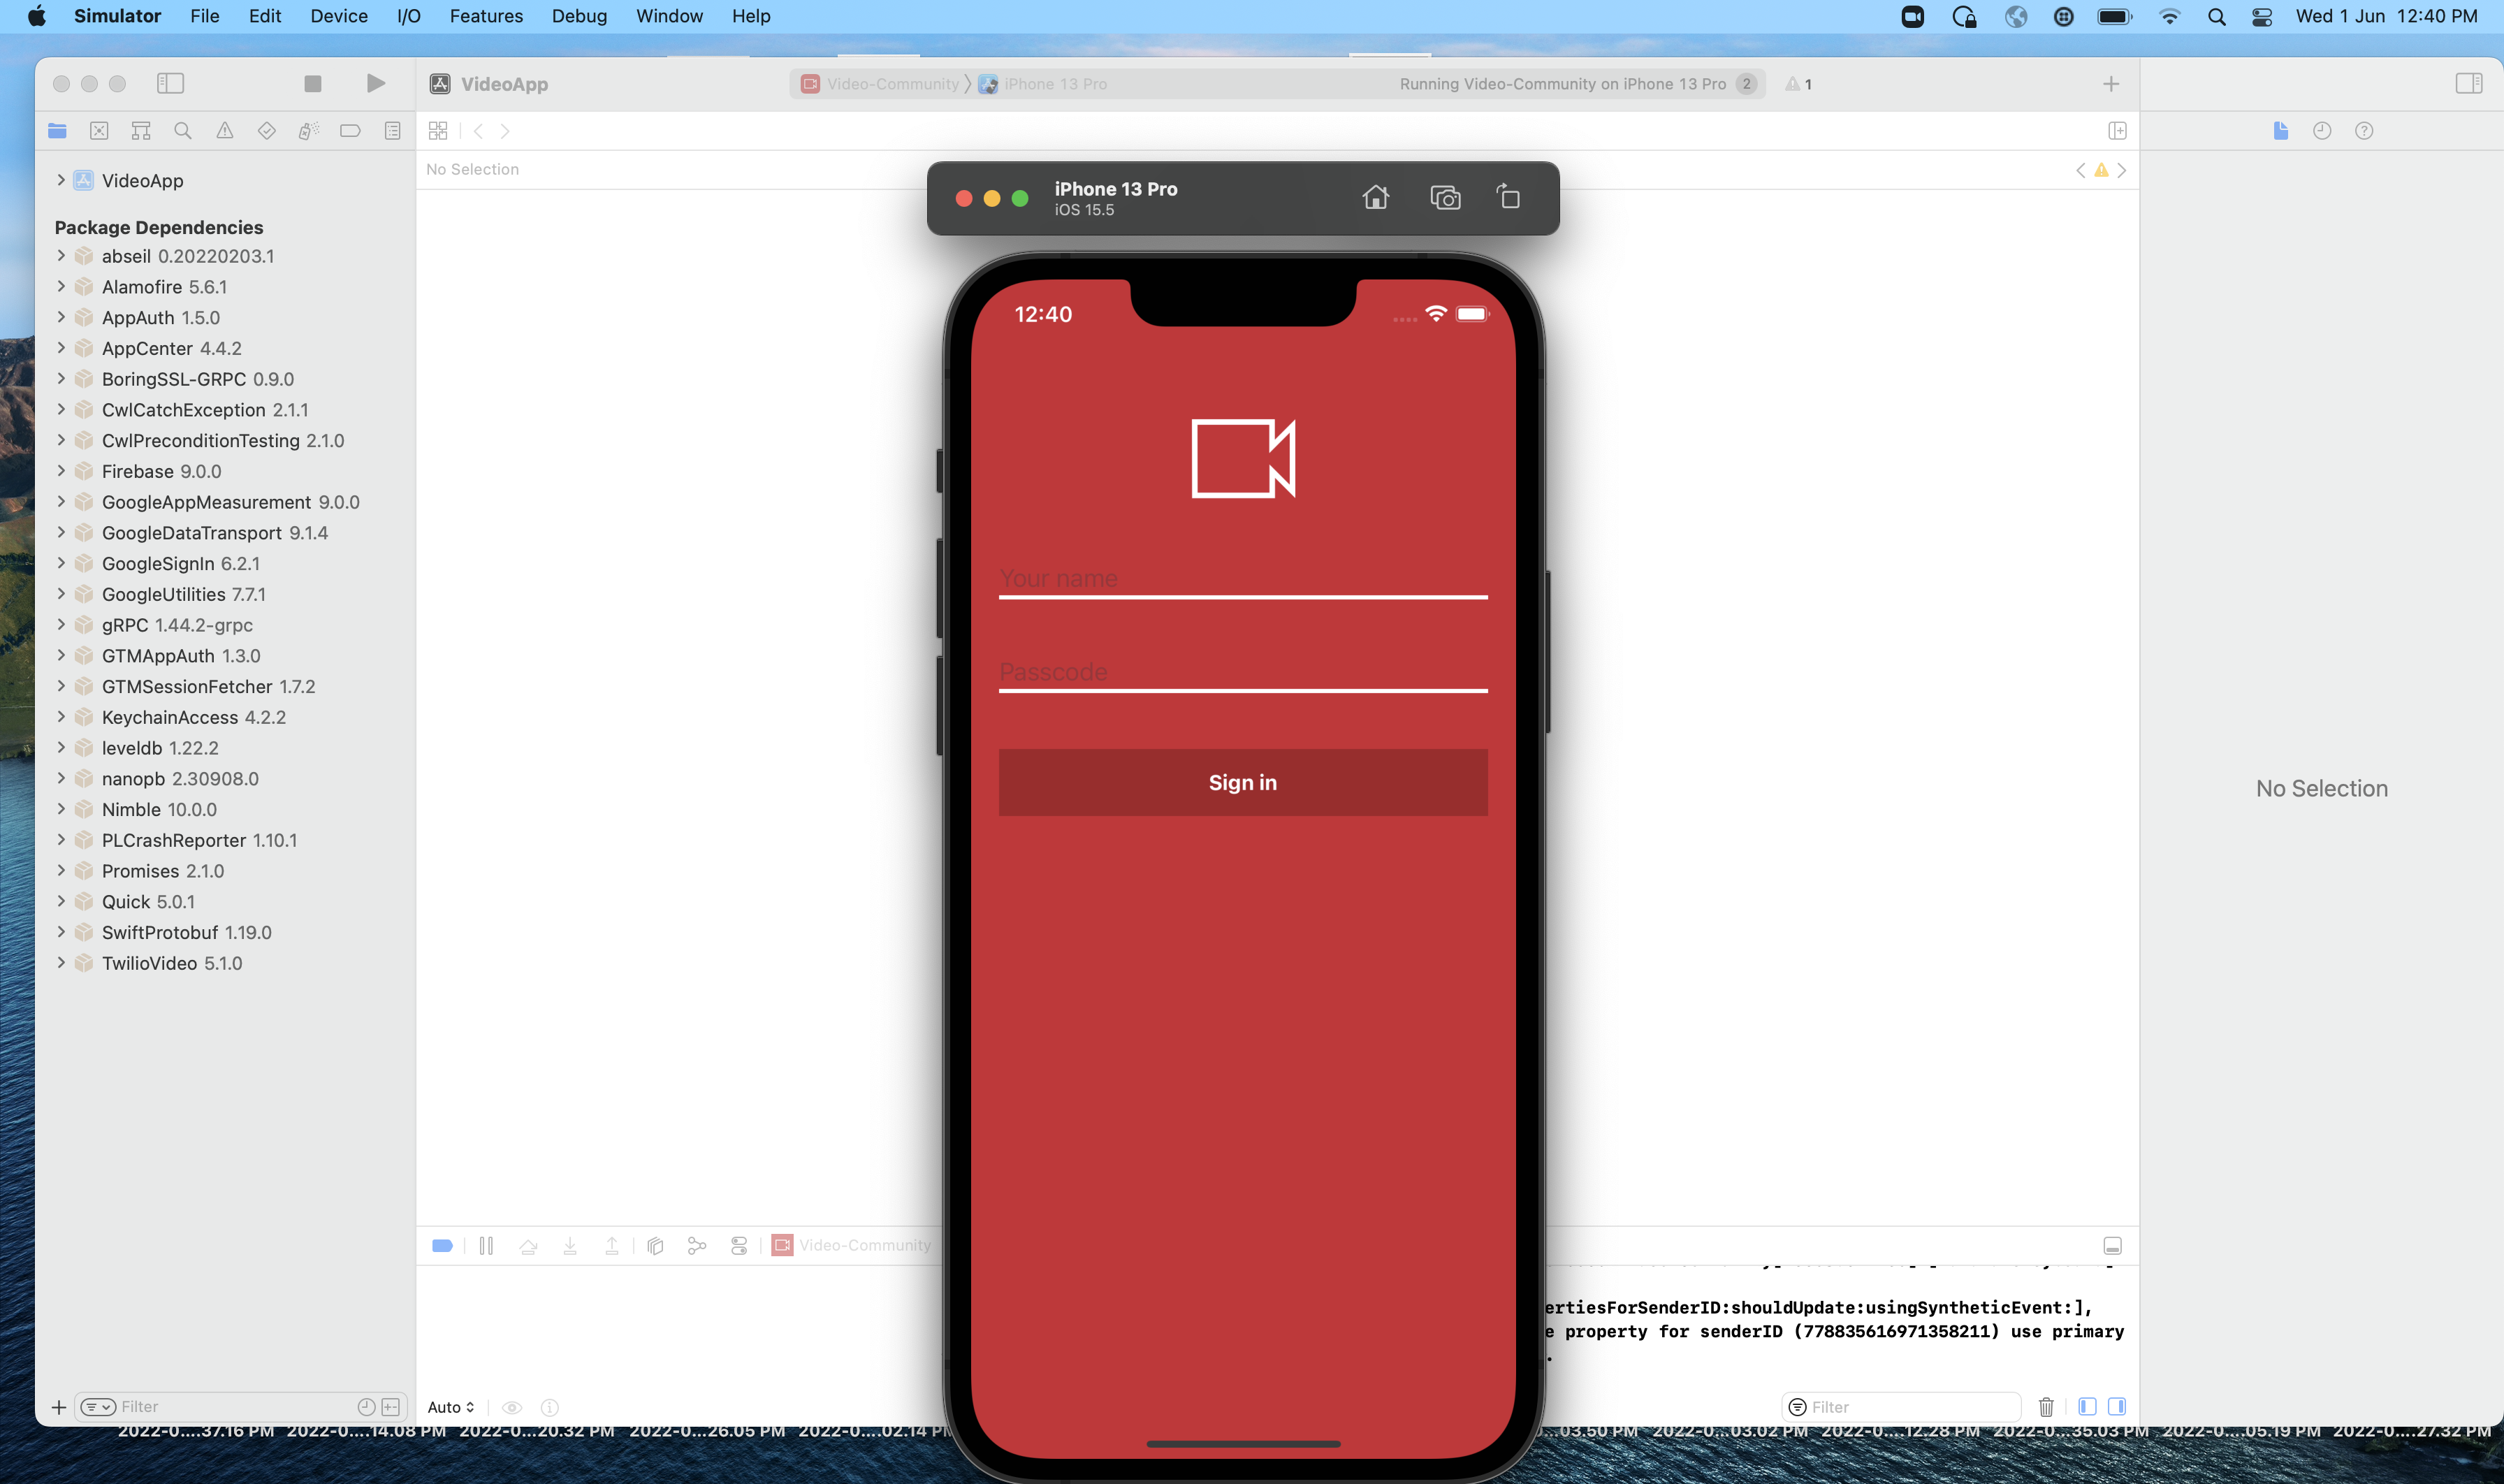 Simulator File Edit Device I/O Features Debug Window Help Wed 1 Jun 12:40 PM
VideoApp Video-Community iPhone 13 Pro Running Video-Community on iPhone 13 Pro 2 1
No Selection
iPhone 13 Pro
iOS 15.5
VideoApp
Package Dependencies
abseil 0.20220203.1
Alamofire 5.6.1
AppAuth 1.5.0
AppCenter 4.4.2
BoringSSL-GRPC 0.9.0
CwlCatchException 2.1.1
CwlPreconditionTesting 2.1.0
Firebase 9.0.0
GoogleAppMeasurement 9.0.0
GoogleDataTransport 9.1.4
GoogleSignIn 6.2.1
GoogleUtilities 7.7.1
gRPC 1.44.2-grpc
GTMAppAuth 1.3.0
GTMSessionFetcher 1.7.2
KeychainAccess 4.2.2
leveldb 1.22.2
nanopb 2.30908.0
Nimble 10.0.0
PLCrashReporter 1.10.1
Promises 2.1.0
Quick 5.0.1
SwiftProtobuf 1.19.0
TwilioVideo 5.1.0
12:40
Your name
Passcode
Sign in
No Selection
Video-Community
ertiesForSenderID:shouldUpdate:usingSyntheticEvent:],
e property for senderID (778835616971358211) use primary
.
Filter
Auto
Filter
2022-0....37.16 PM 2022-0....14.08 PM 2022-0...20.32 PM 2022-0...26.05 PM 2022-0....02.14 PM ...03.50 PM 2022-0....03.02 PM 2022-0....12.28 PM 2022-0...35.03 PM 2022-0....05.19 PM 2022-0....27.32 PM